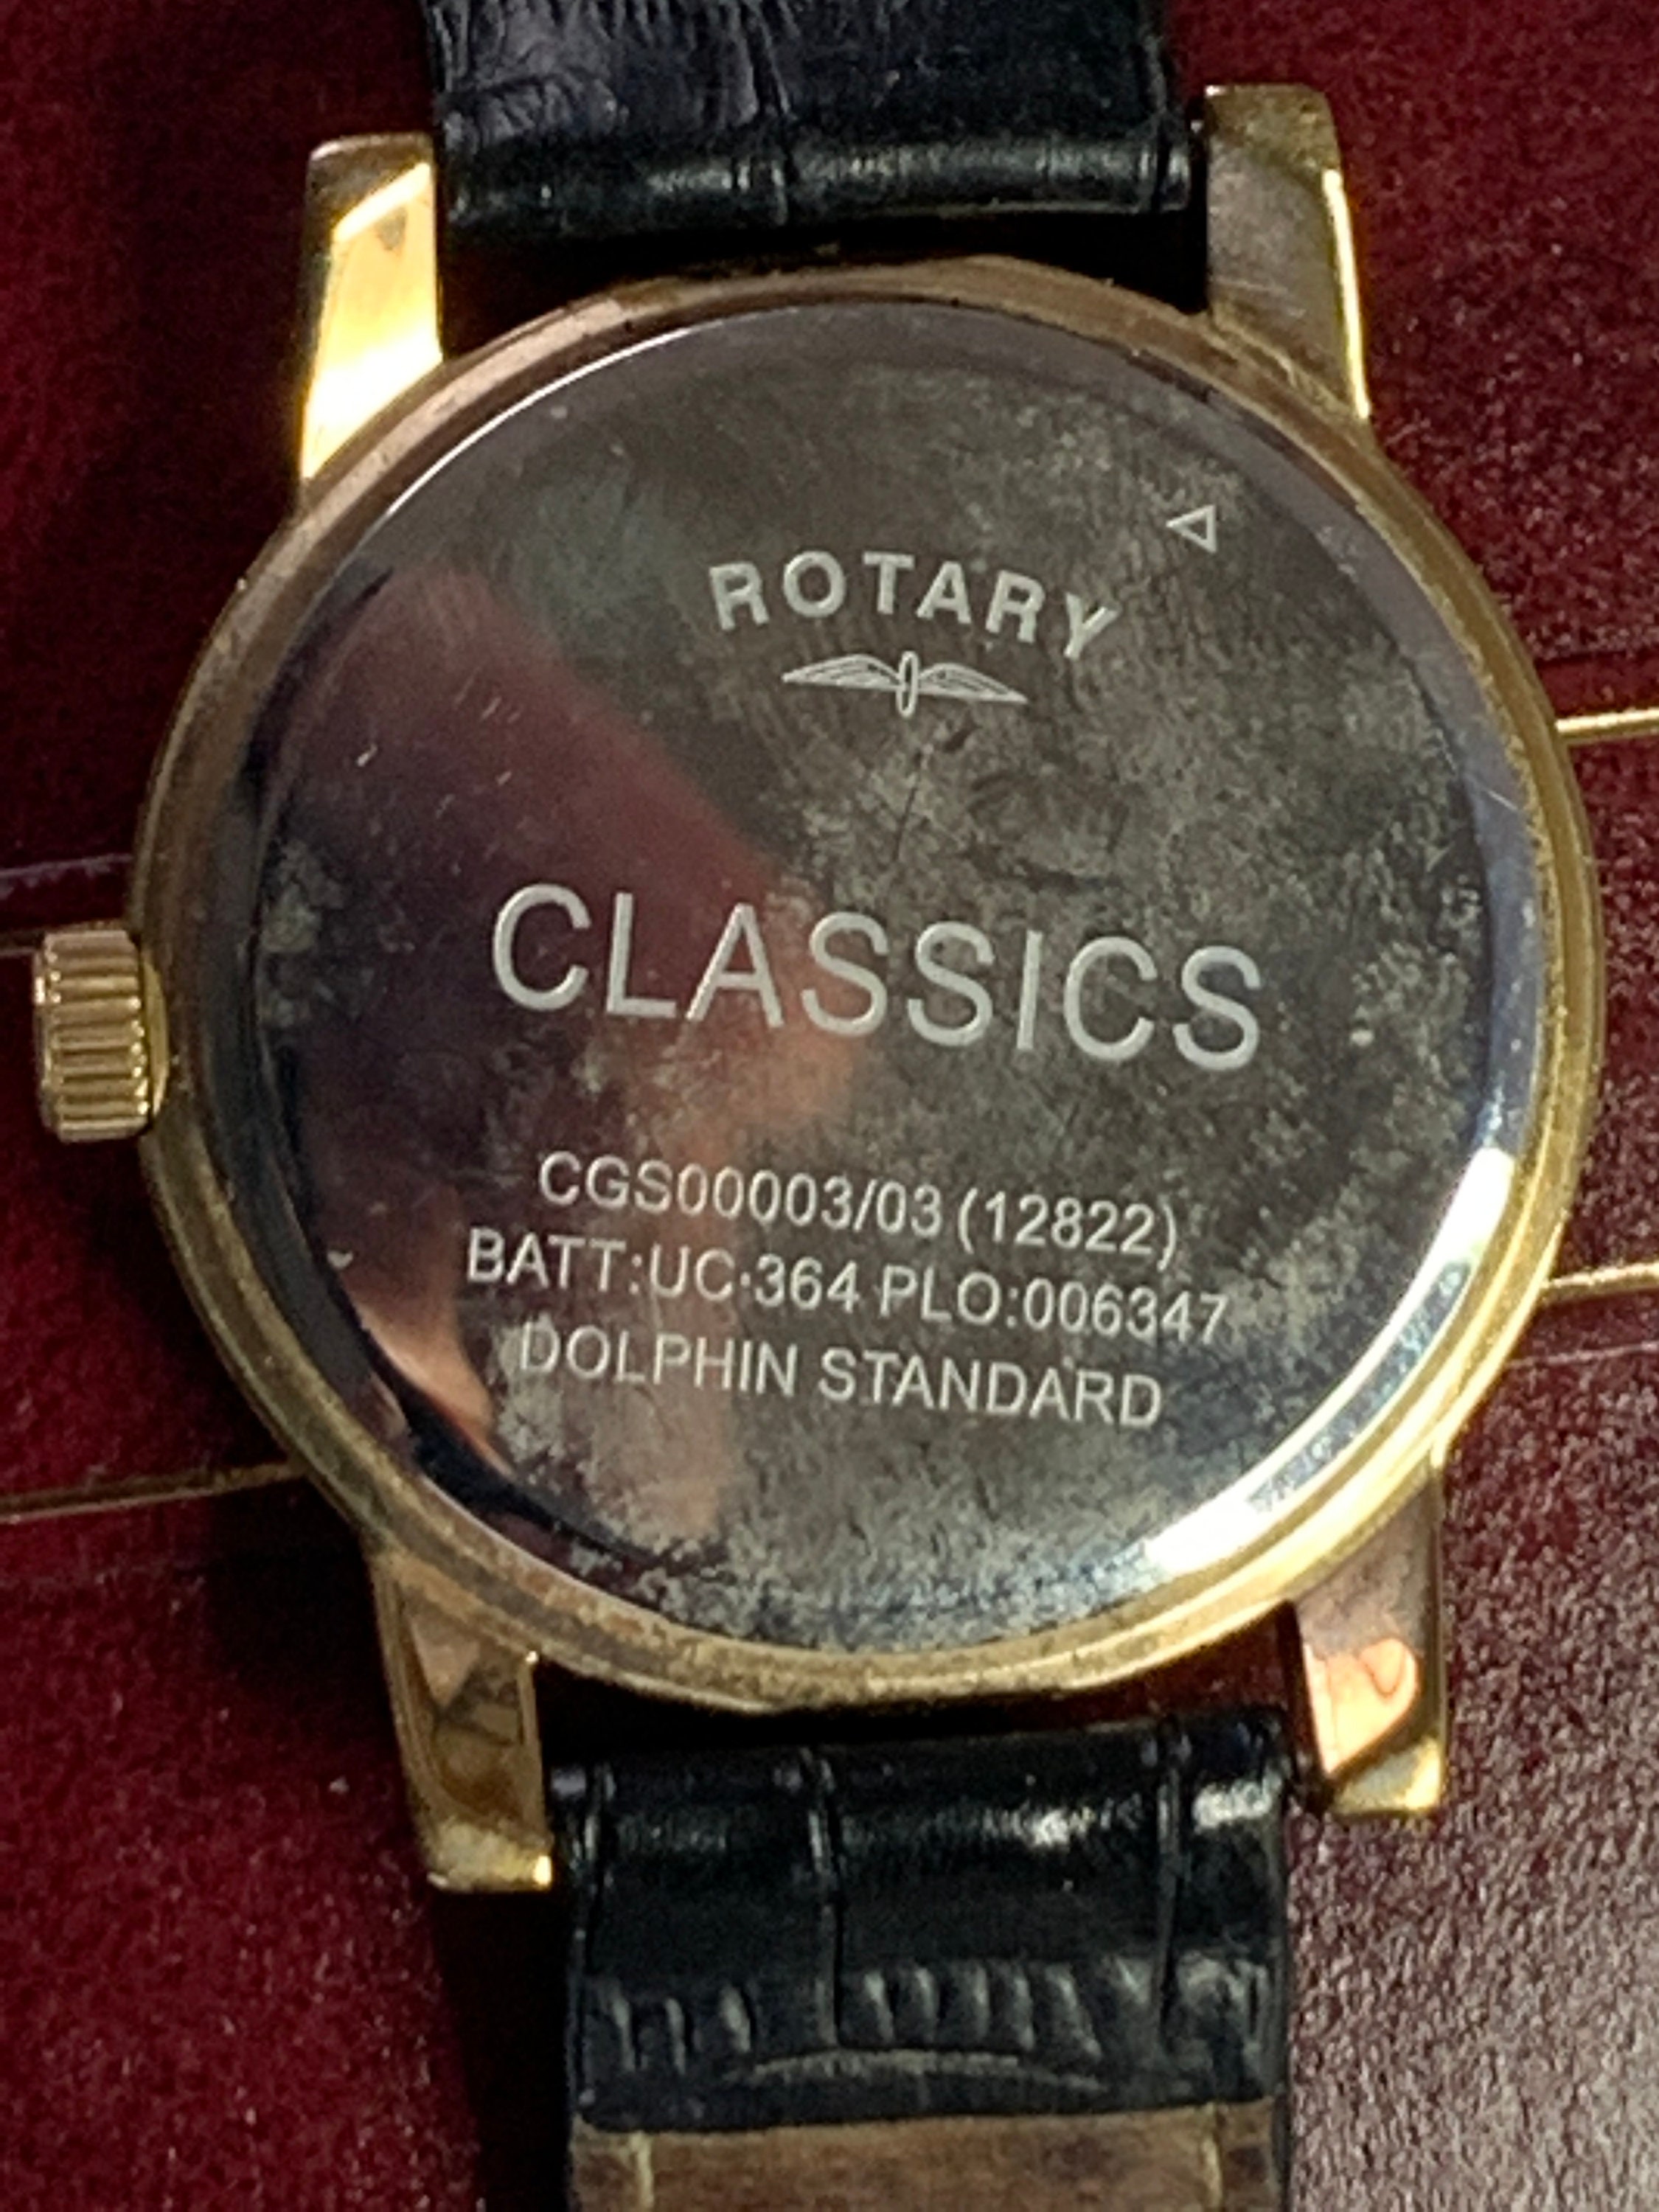 ROTARY
CLASSICS
CGS00003/03 (12822)
BATT:UC·364 PLO:006347
DOLPHIN STANDARD